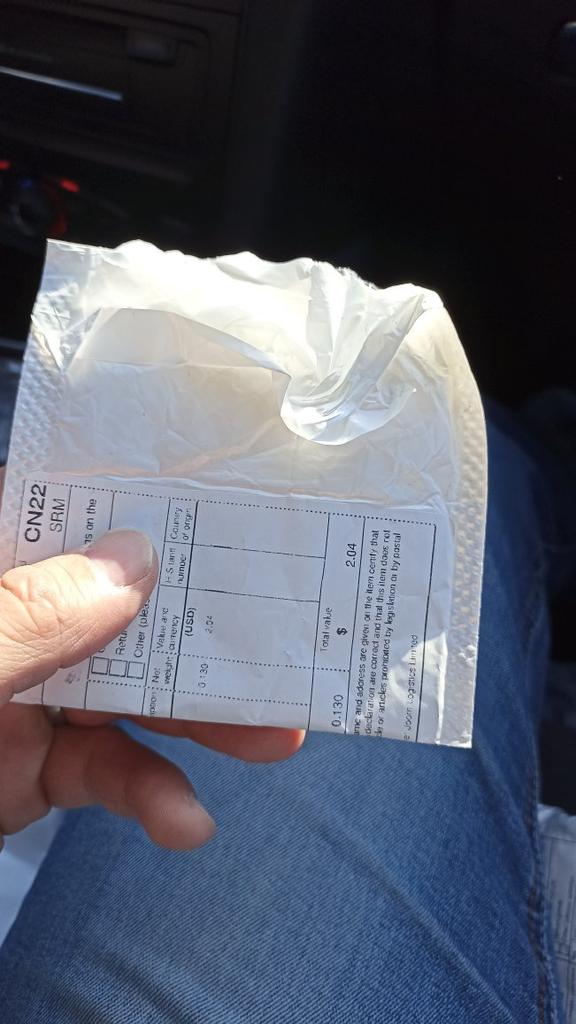 CN22
SRM
ns on the
Retu
Other (pleas
Net weight
Value and currency
(USD)
H S tariff number
Country of origin
0.130
2.04
Total value
0.130
$
2.04
me and address are given on the item certify that
declaration are correct and that this item does not
le or articles prohibited by legislation or by postal
e Joom Logistics Limited